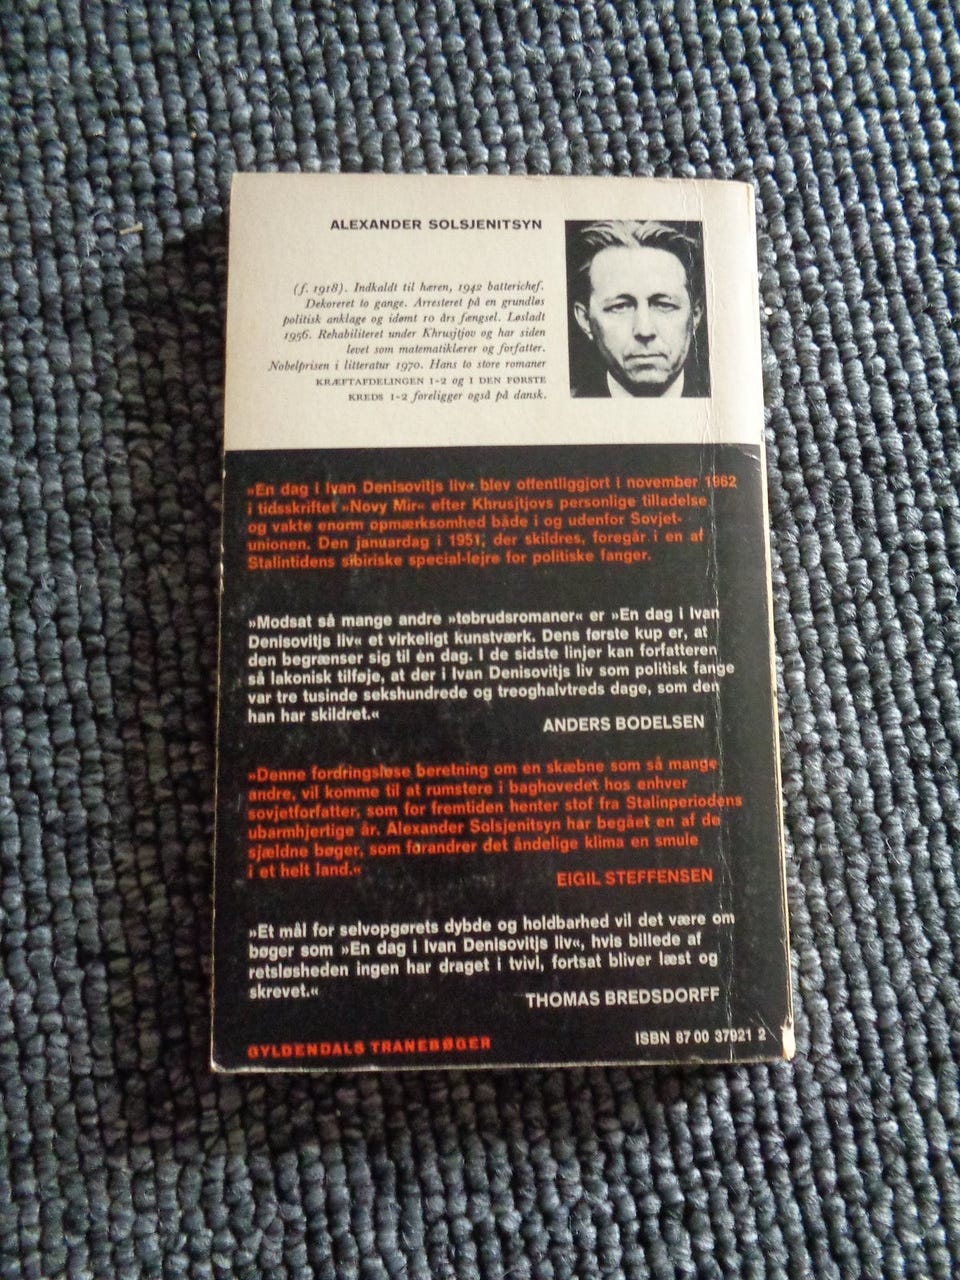 ALEXANDER SOLSJENITSYN
(f. 1918). Indkaldt til hæren, 1942 batterichef.
Dekoreret to gange. Arresteret på en grundløs
politisk anklage og idømt 10 års fængsel. Løsladt
1956. Rehabiliteret under Khrusjtjov og har siden
levet som matematiklærer og forfatter.
Nobelprisen i litteratur 1970. Hans to store romaner
KRÆFTAFDELINGEN 1-2 og I DEN FØRSTE
KREDS 1-2 foreligger også på dansk.
»En dag i Ivan Denisovitjs liv« blev offentliggjort i november 1962
i tidsskriftet »Novy Mir« efter Khrusjtjovs personlige tilladelse
og vakte enorm opmærksomhed både i og udenfor Sovjet-
unionen. Den januardag i 1951, der skildres, foregår i en af
Stalintidens sibiriske special-lejre for politiske fanger.
»Modsat så mange andre »tøbrudsromaner« er »En dag i Ivan
Denisovitjs liv« et virkeligt kunstværk. Dens første kup er, at
den begrænser sig til én dag. I de sidste linjer kan forfatteren
så lakonisk tilføje, at der i Ivan Denisovitjs liv som politisk fange
var tre tusinde sekshundrede og treoghalvtreds dage, som den
han har skildret.«
ANDERS BODELSEN
»Denne fordringsløse beretning om en skæbne som så mange
andre, vil komme til at rumstere i baghovedet hos enhver
sovjetforfatter, som for fremtiden henter stof fra Stalinperiodens
ubarmhjertige år. Alexander Solsjenitsyn har begået en af de
sjældne bøger, som forandrer det åndelige klima en smule
i et helt land.«
EIGIL STEFFENSEN
»Et mål for selvopgørets dybde og holdbarhed vil det være om
bøger som »En dag i Ivan Denisovitjs liv«, hvis billede af
retsløsheden ingen har draget i tvivl, fortsat bliver læst og
skrevet.«
THOMAS BREDSDORFF
GYLDENDALS TRANEBØGER
ISBN 87 00 37921 2